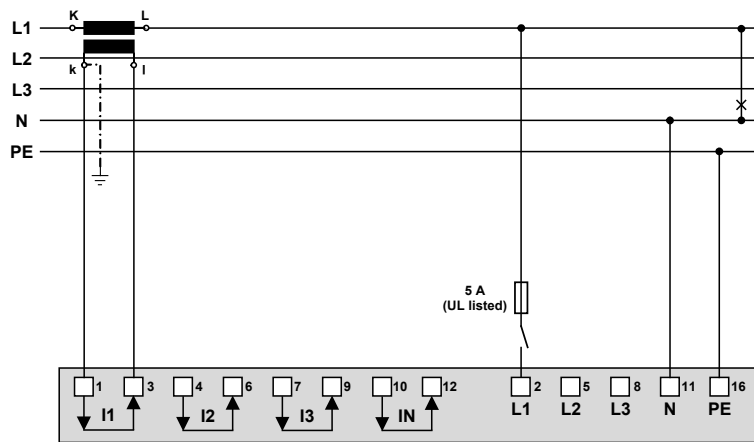 K L
L1
L2
k l
L3
N
PE
5 A
(UL listed)
1 3 4 6 7 9 10 12 2 5 8 11 16
I1 I2 I3 IN L1 L2 L3 N PE